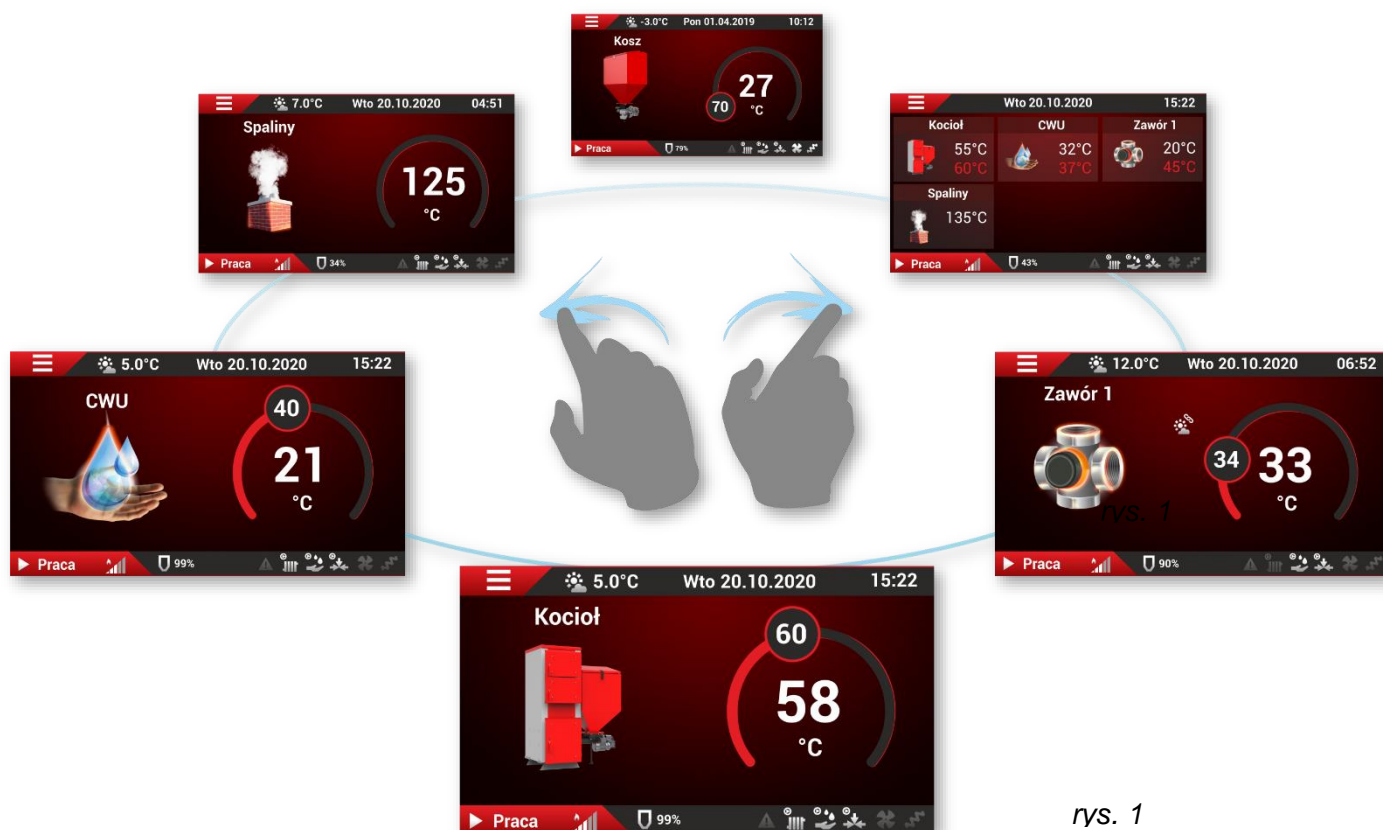 -3.0°C Pon 01.04.2019 10:12
Kosz
27
70
°C
Praca 79%
7.0°C Wto 20.10.2020 04:51
Spaliny
125
°C
Praca 34%
Wto 20.10.2020 15:22
Kocioł CWU Zawór 1
55°C 32°C 20°C
60°C 37°C 45°C
Spaliny
135°C
Praca 43%
5.0°C Wto 20.10.2020 15:22
CWU
40
21
°C
Praca 99%
12.0°C Wto 20.10.2020 06:52
Zawór 1
34 33
°C
rys. 1
Praca 90%
5.0°C Wto 20.10.2020 15:22
Kocioł
60
58
°C
Praca 99%
rys. 1